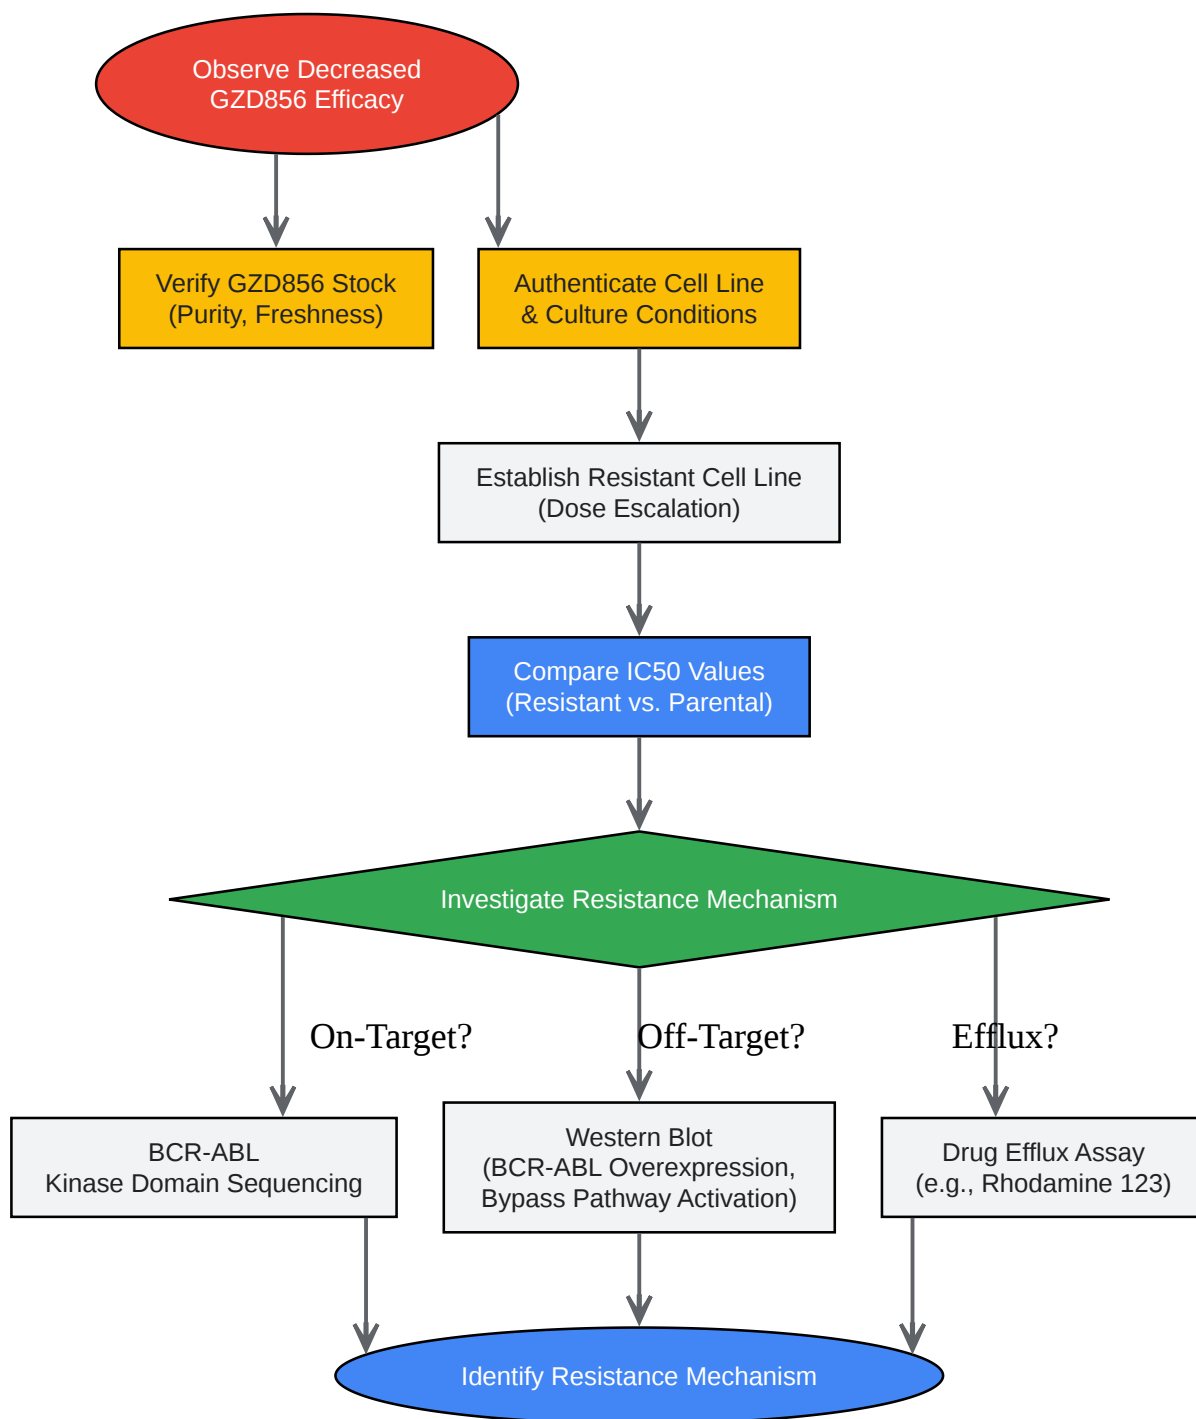 Observe Decreased
GZD856 Efficacy
Verify GZD856 Stock
(Purity, Freshness)
Authenticate Cell Line
& Culture Conditions
Establish Resistant Cell Line
(Dose Escalation)
Compare IC50 Values
(Resistant vs. Parental)
Investigate Resistance Mechanism
On-Target?
Off-Target?
Efflux?
BCR-ABL
Kinase Domain Sequencing
Western Blot
(BCR-ABL Overexpression,
Bypass Pathway Activation)
Drug Efflux Assay
(e.g., Rhodamine 123)
Identify Resistance Mechanism